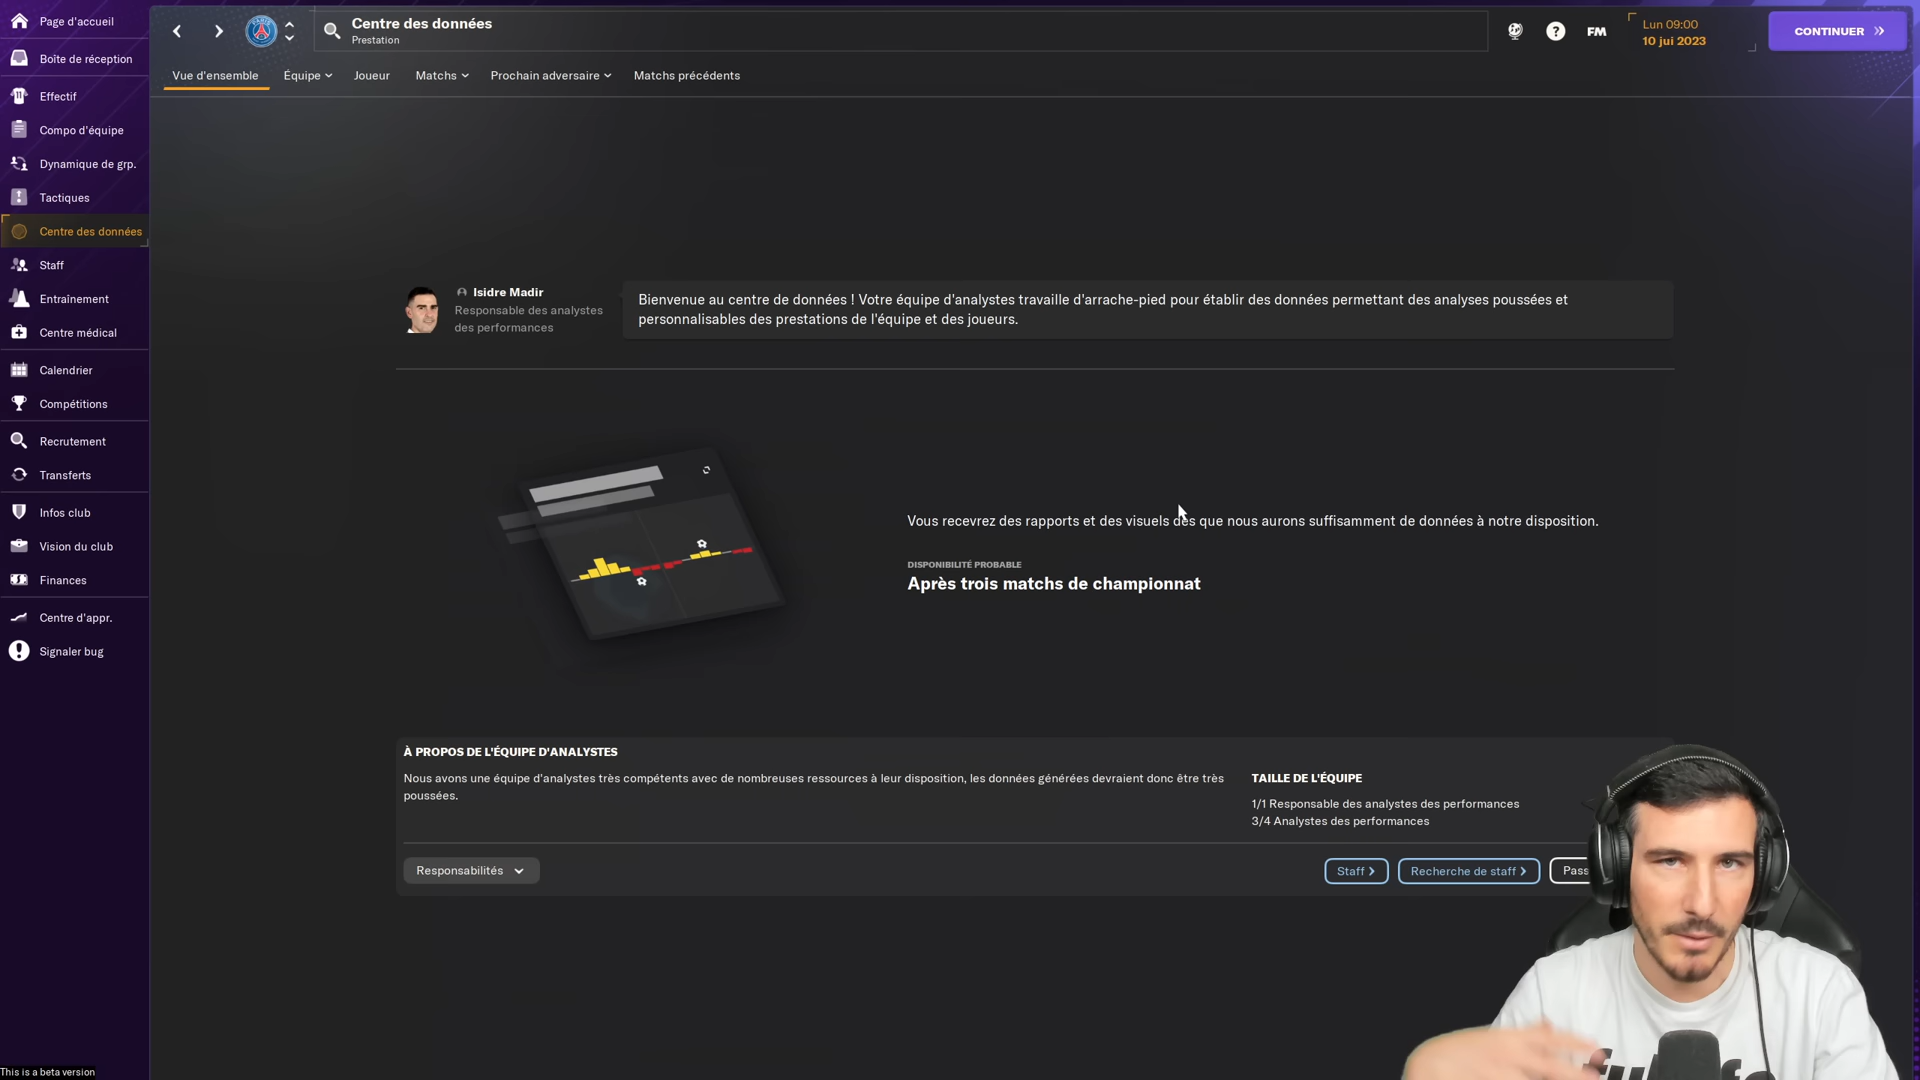 Page d'accueil
Boîte de réception
Effectif
Compo d'équipe
Dynamique de grp.
Tactiques
Centre des données
Staff
Entraînement
Centre médical
Calendrier
Compétitions
Recrutement
Transferts
Infos club
Vision du club
Finances
Centre d'appr.
Signaler bug
This is a beta version
Centre des données
Prestation
FM
Lun 09:00
10 jui 2023
CONTINUER
Vue d'ensemble
Équipe
Joueur
Matchs
Prochain adversaire
Matchs précédents
Isidre Madir
Responsable des analystes
des performances
Bienvenue au centre de données ! Votre équipe d'analystes travaille d'arrache-pied pour établir des données permettant des analyses poussées et
personnalisables des prestations de l'équipe et des joueurs.
Vous recevrez des rapports et des visuels dès que nous aurons suffisamment de données à notre disposition.
DISPONIBILITÉ PROBABLE
Après trois matchs de championnat
À PROPOS DE L'ÉQUIPE D'ANALYSTES
Nous avons une équipe d'analystes très compétents avec de nombreuses ressources à leur disposition, les données générées devraient donc être très
poussées.
TAILLE DE L'ÉQUIPE
1/1 Responsable des analystes des performances
3/4 Analystes des performances
Responsabilités
Staff
Recherche de staff
Pass